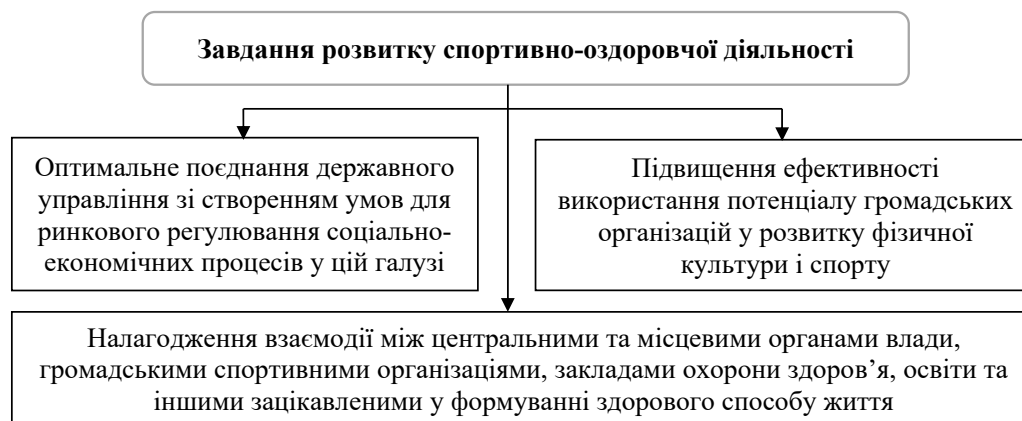 Завдання розвитку спортивно-оздоровчої діяльності
Оптимальне поєднання державного
управління зі створенням умов для
ринкового регулювання соціально-
економічних процесів у цій галузі
Підвищення ефективності
використання потенціалу громадських
організацій у розвитку фізичної
культури і спорту
Налагодження взаємодії між центральними та місцевими органами влади,
громадськими спортивними організаціями, закладами охорони здоров’я, освіти та
іншими зацікавленими у формуванні здорового способу життя